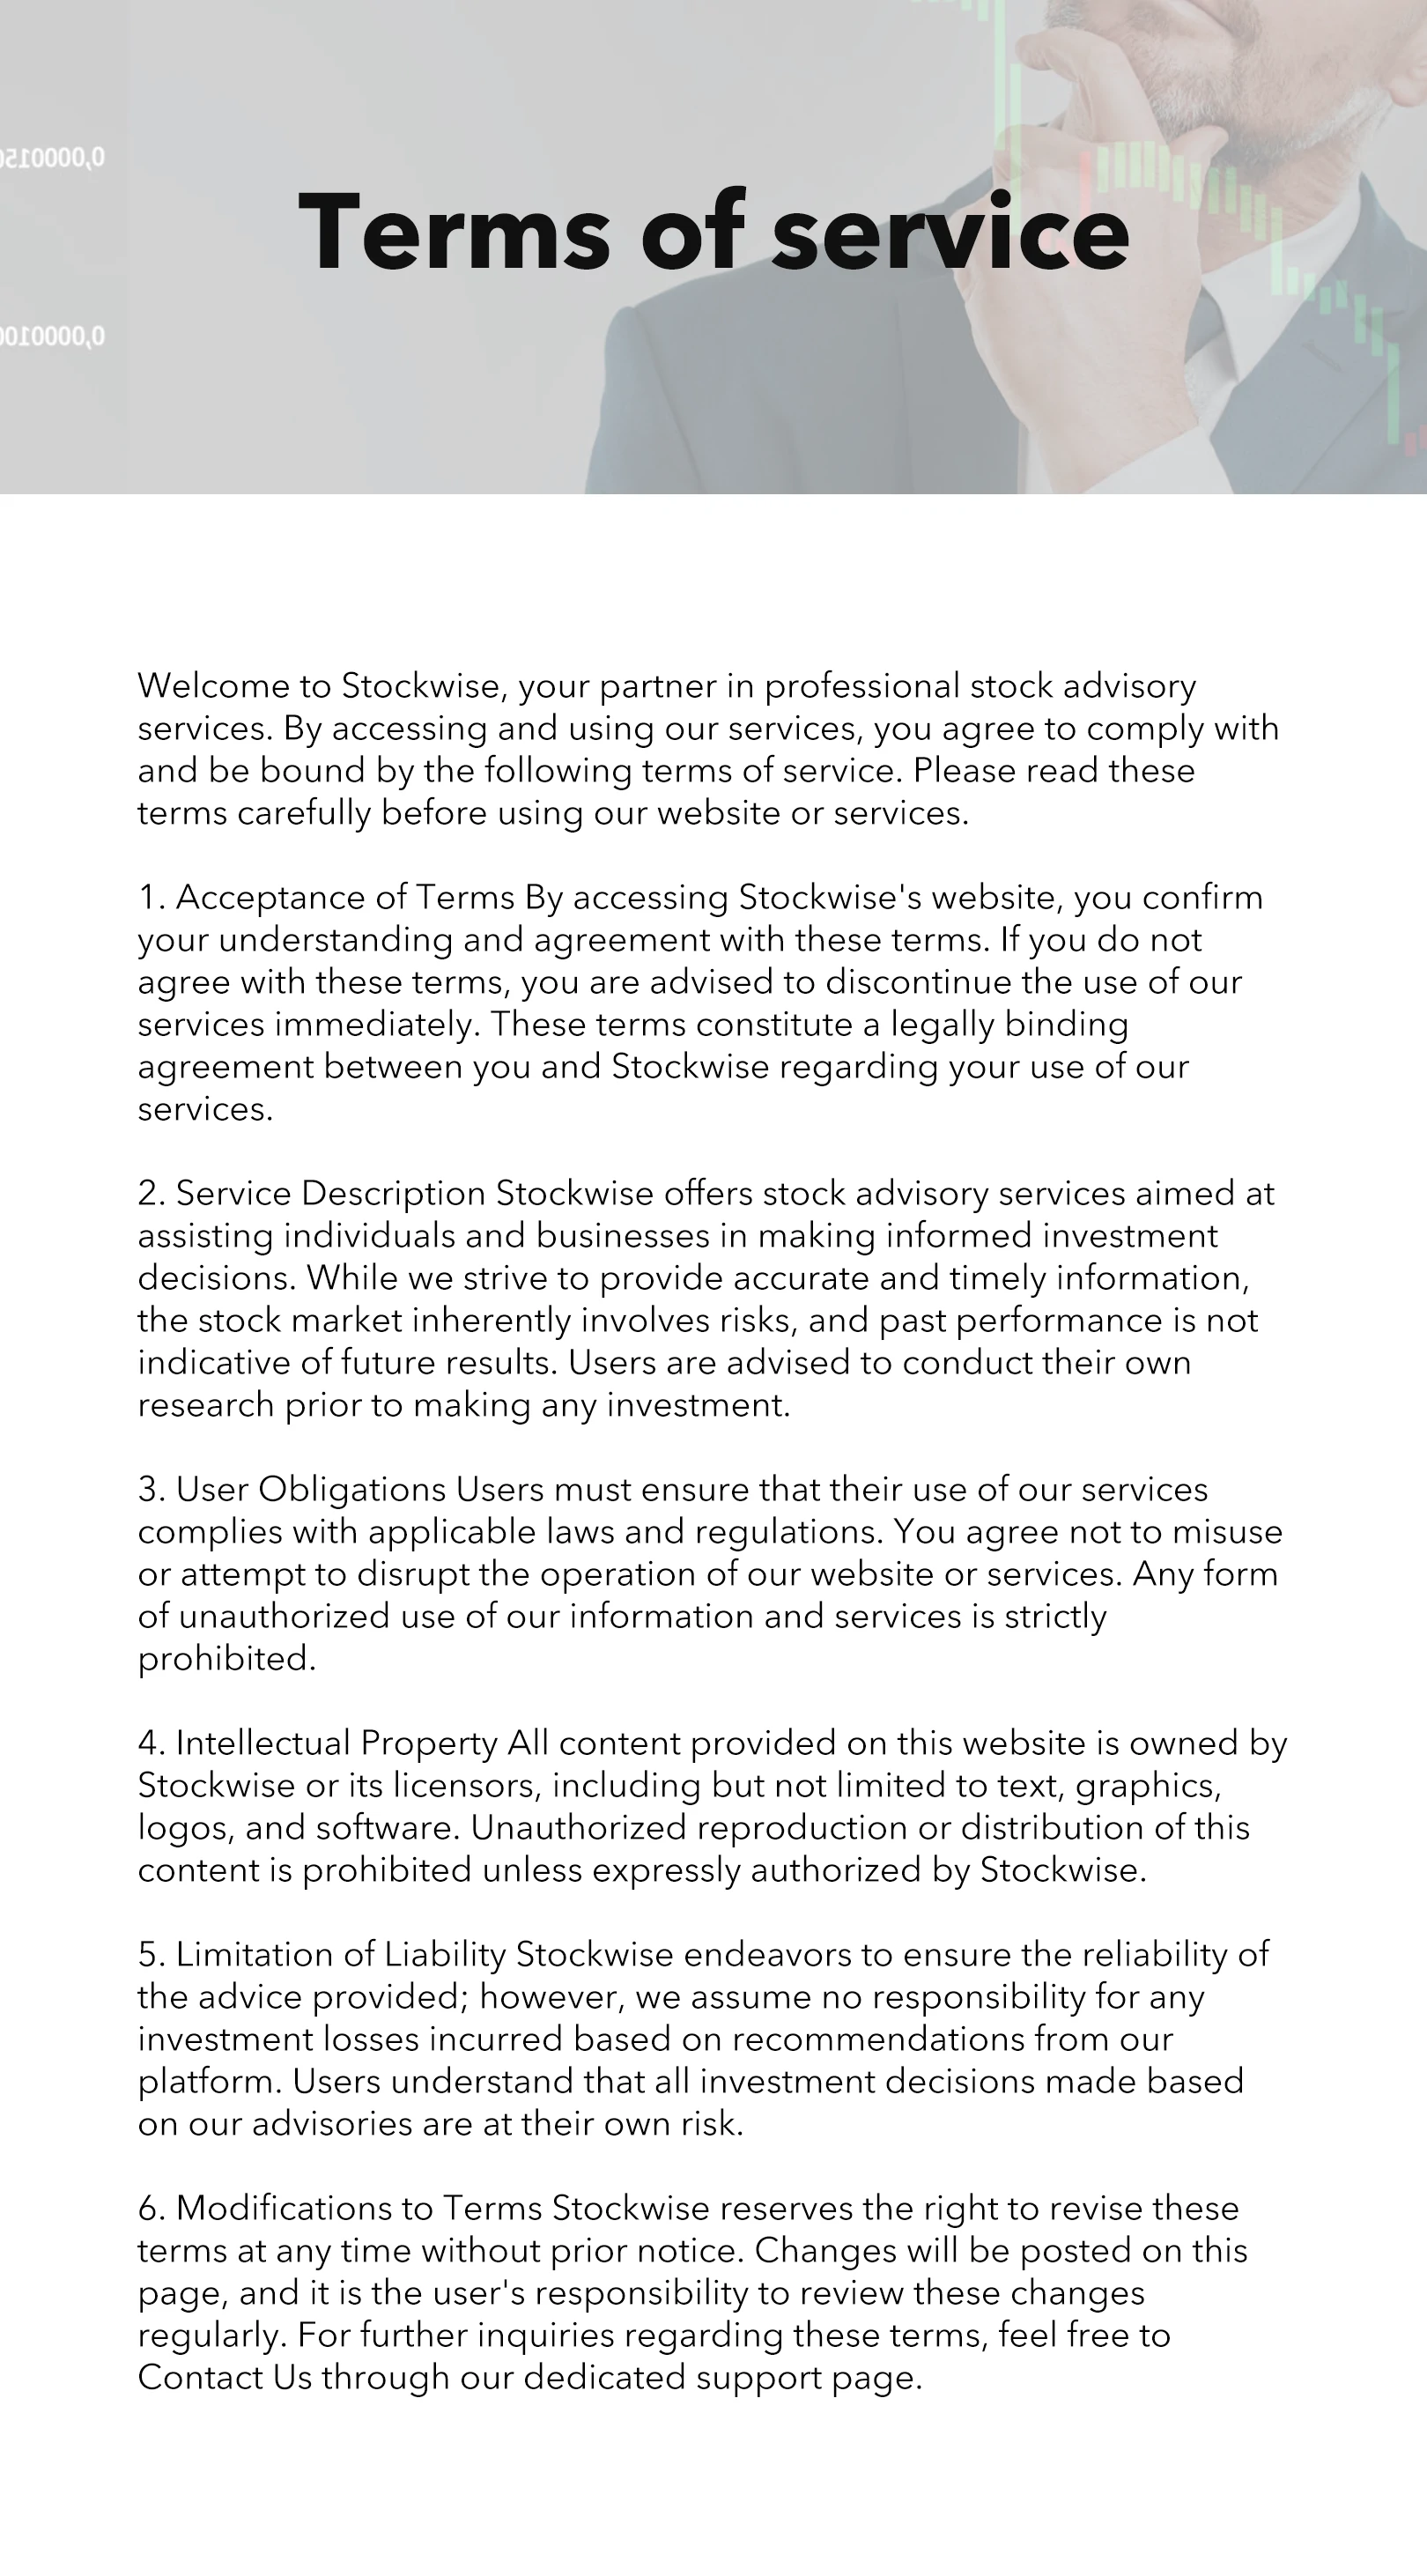 Terms of service
Welcome to Stockwise, your partner in professional stock advisory
services. By accessing and using our services, you agree to comply with
and be bound by the following terms of service. Please read these
terms carefully before using our website or services.
1. Acceptance of Terms By accessing Stockwise's website, you confirm
your understanding and agreement with these terms. If you do not
agree with these terms, you are advised to discontinue the use of our
services immediately. These terms constitute a legally binding
agreement between you and Stockwise regarding your use of our
services.
2. Service Description Stockwise offers stock advisory services aimed at
assisting individuals and businesses in making informed investment
decisions. While we strive to provide accurate and timely information,
the stock market inherently involves risks, and past performance is not
indicative of future results. Users are advised to conduct their own
research prior to making any investment.
3. User Obligations Users must ensure that their use of our services
complies with applicable laws and regulations. You agree not to misuse
or attempt to disrupt the operation of our website or services. Any form
of unauthorized use of our information and services is strictly
prohibited.
4. Intellectual Property All content provided on this website is owned by
Stockwise or its licensors, including but not limited to text, graphics,
logos, and software. Unauthorized reproduction or distribution of this
content is prohibited unless expressly authorized by Stockwise.
5. Limitation of Liability Stockwise endeavors to ensure the reliability of
the advice provided; however, we assume no responsibility for any
investment losses incurred based on recommendations from our
platform. Users understand that all investment decisions made based
on our advisories are at their own risk.
6. Modifications to Terms Stockwise reserves the right to revise these
terms at any time without prior notice. Changes will be posted on this
page, and it is the user's responsibility to review these changes
regularly. For further inquiries regarding these terms, feel free to
Contact Us through our dedicated support page.